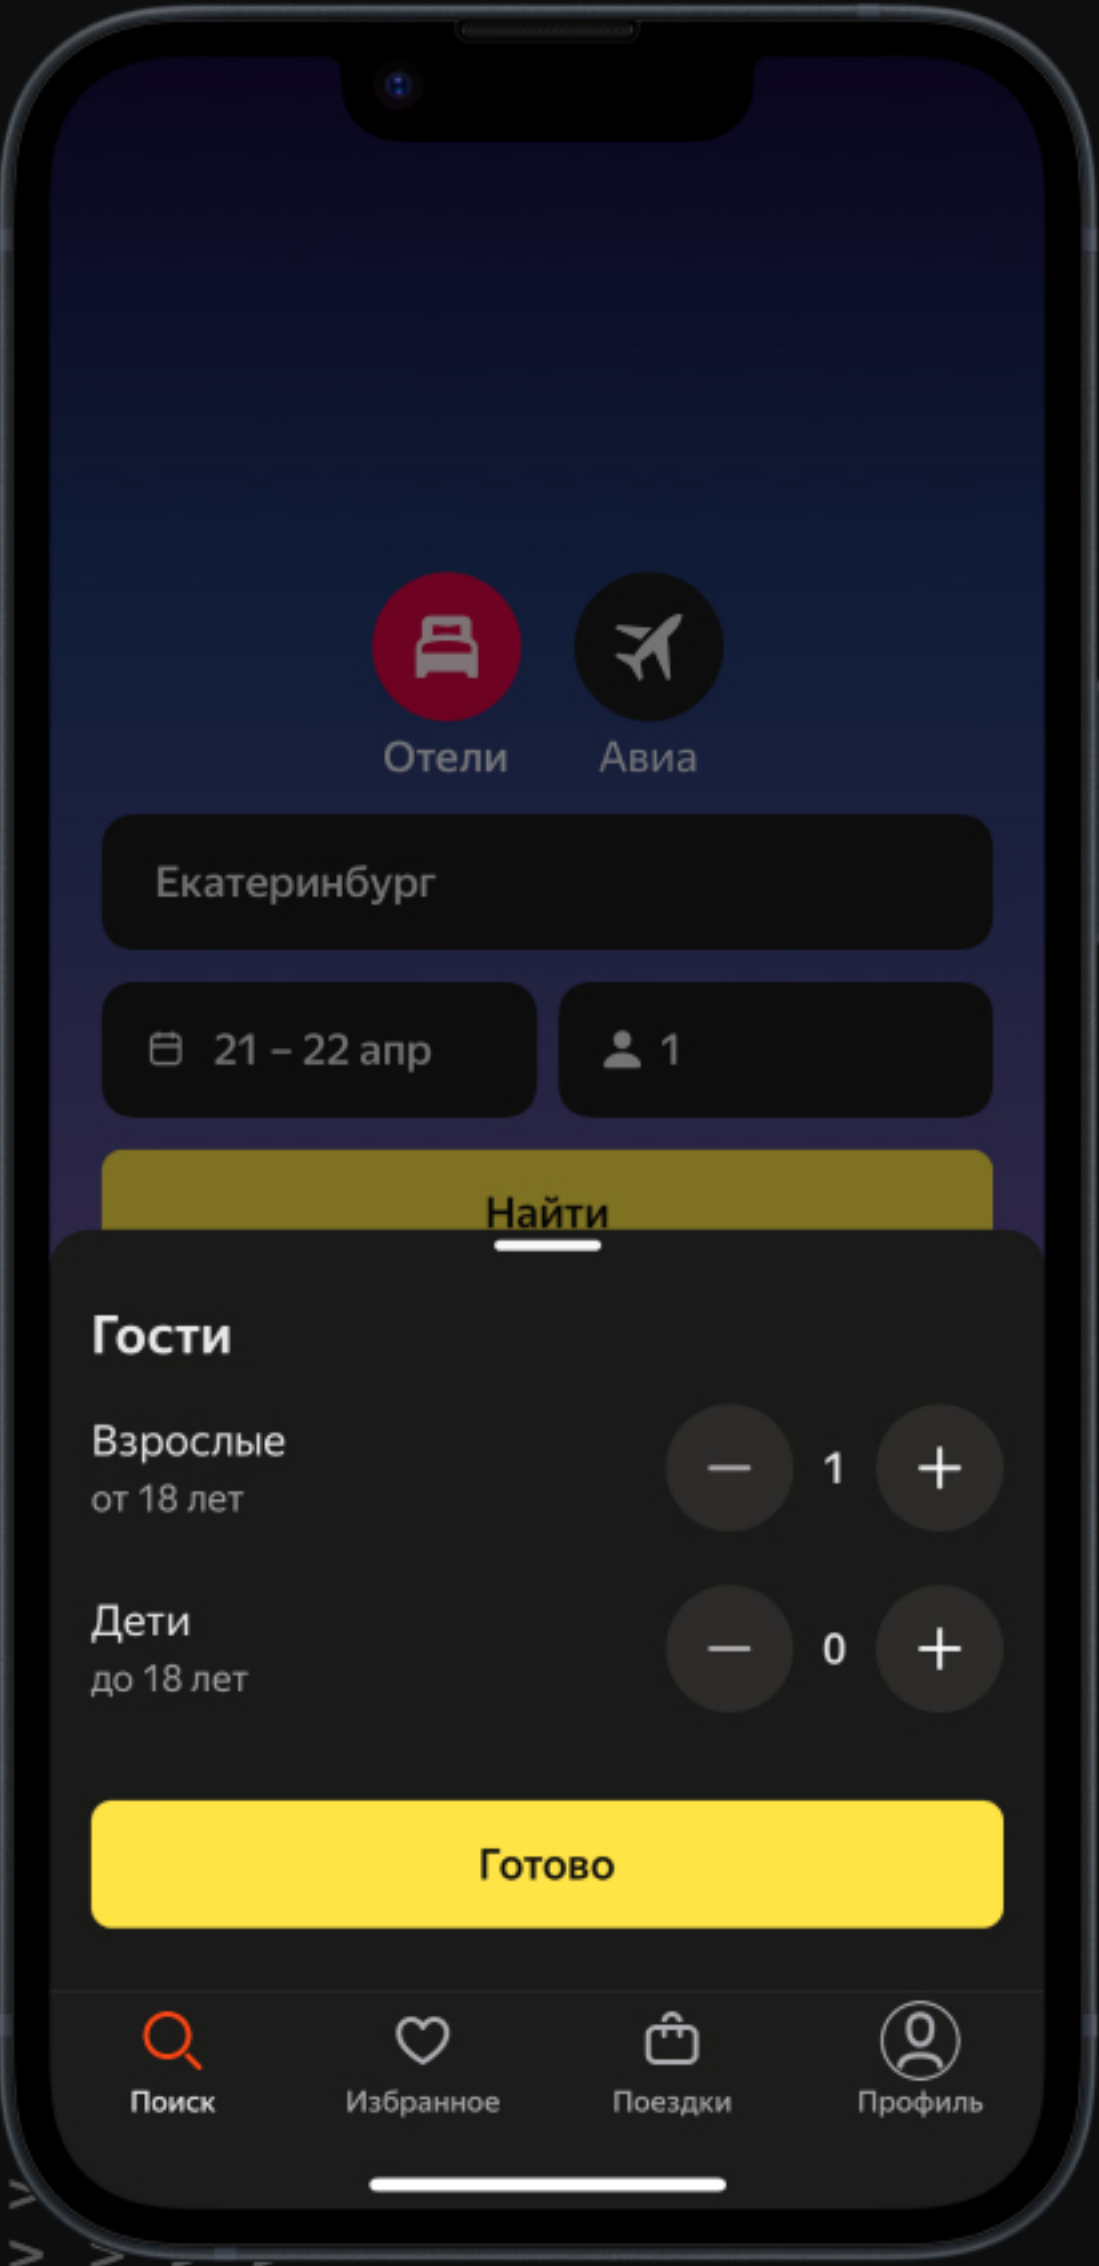 Отели
Авиа
Екатеринбург
21 – 22 апр
1
Найти
Гости
Взрослые
от 18 лет
1
Дети
до 18 лет
0
Готово
Поиск
Избранное
Поездки
Профиль